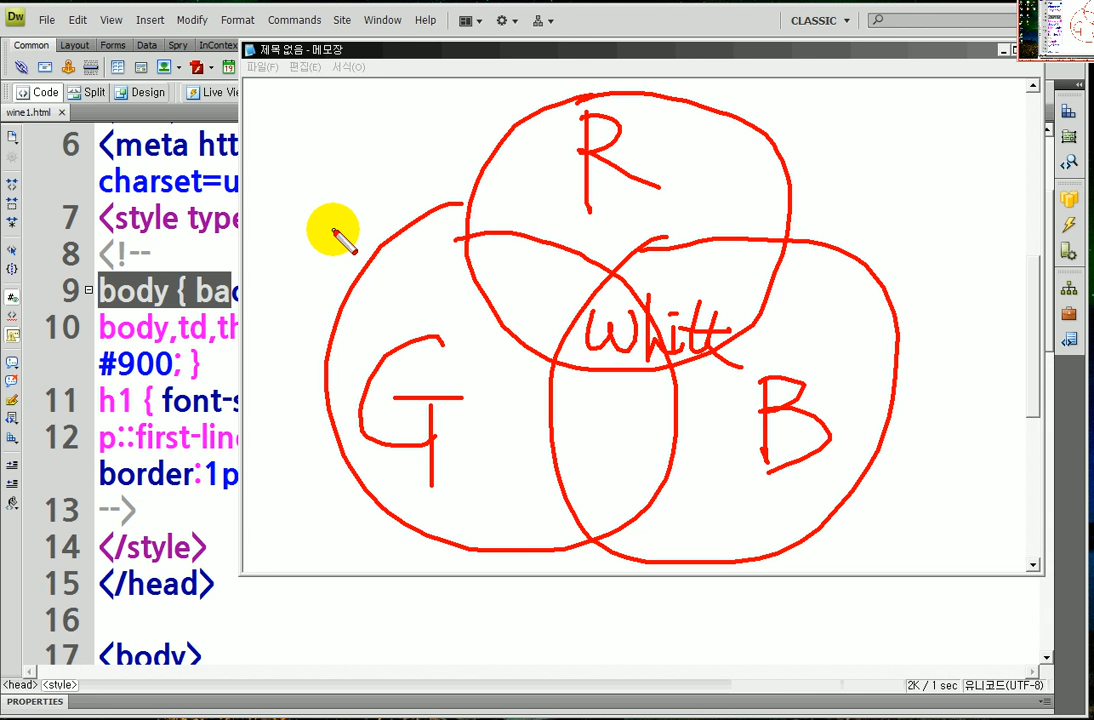 Dw File Edit View Insert Modify Format Commands Site Window Help CLASSIC
Common Layout Forms Data Spry InContex
제목 없음 - 메모장
파일(F) 편집(E) 서식(O)
Code Split Design Live Vi
wine1.html
6 <meta htt
charset=u
7 <style type
8 <!--
9 body { bac
10 body,td,th
#900; }
11 h1 { font-s
12 p::first-lin
border:1p
13 -->
14 </style>
15 </head>
16
17 <body>
R
White
G
B
<head> <style>
2K / 1 sec 유니코드(UTF-8)
PROPERTIES